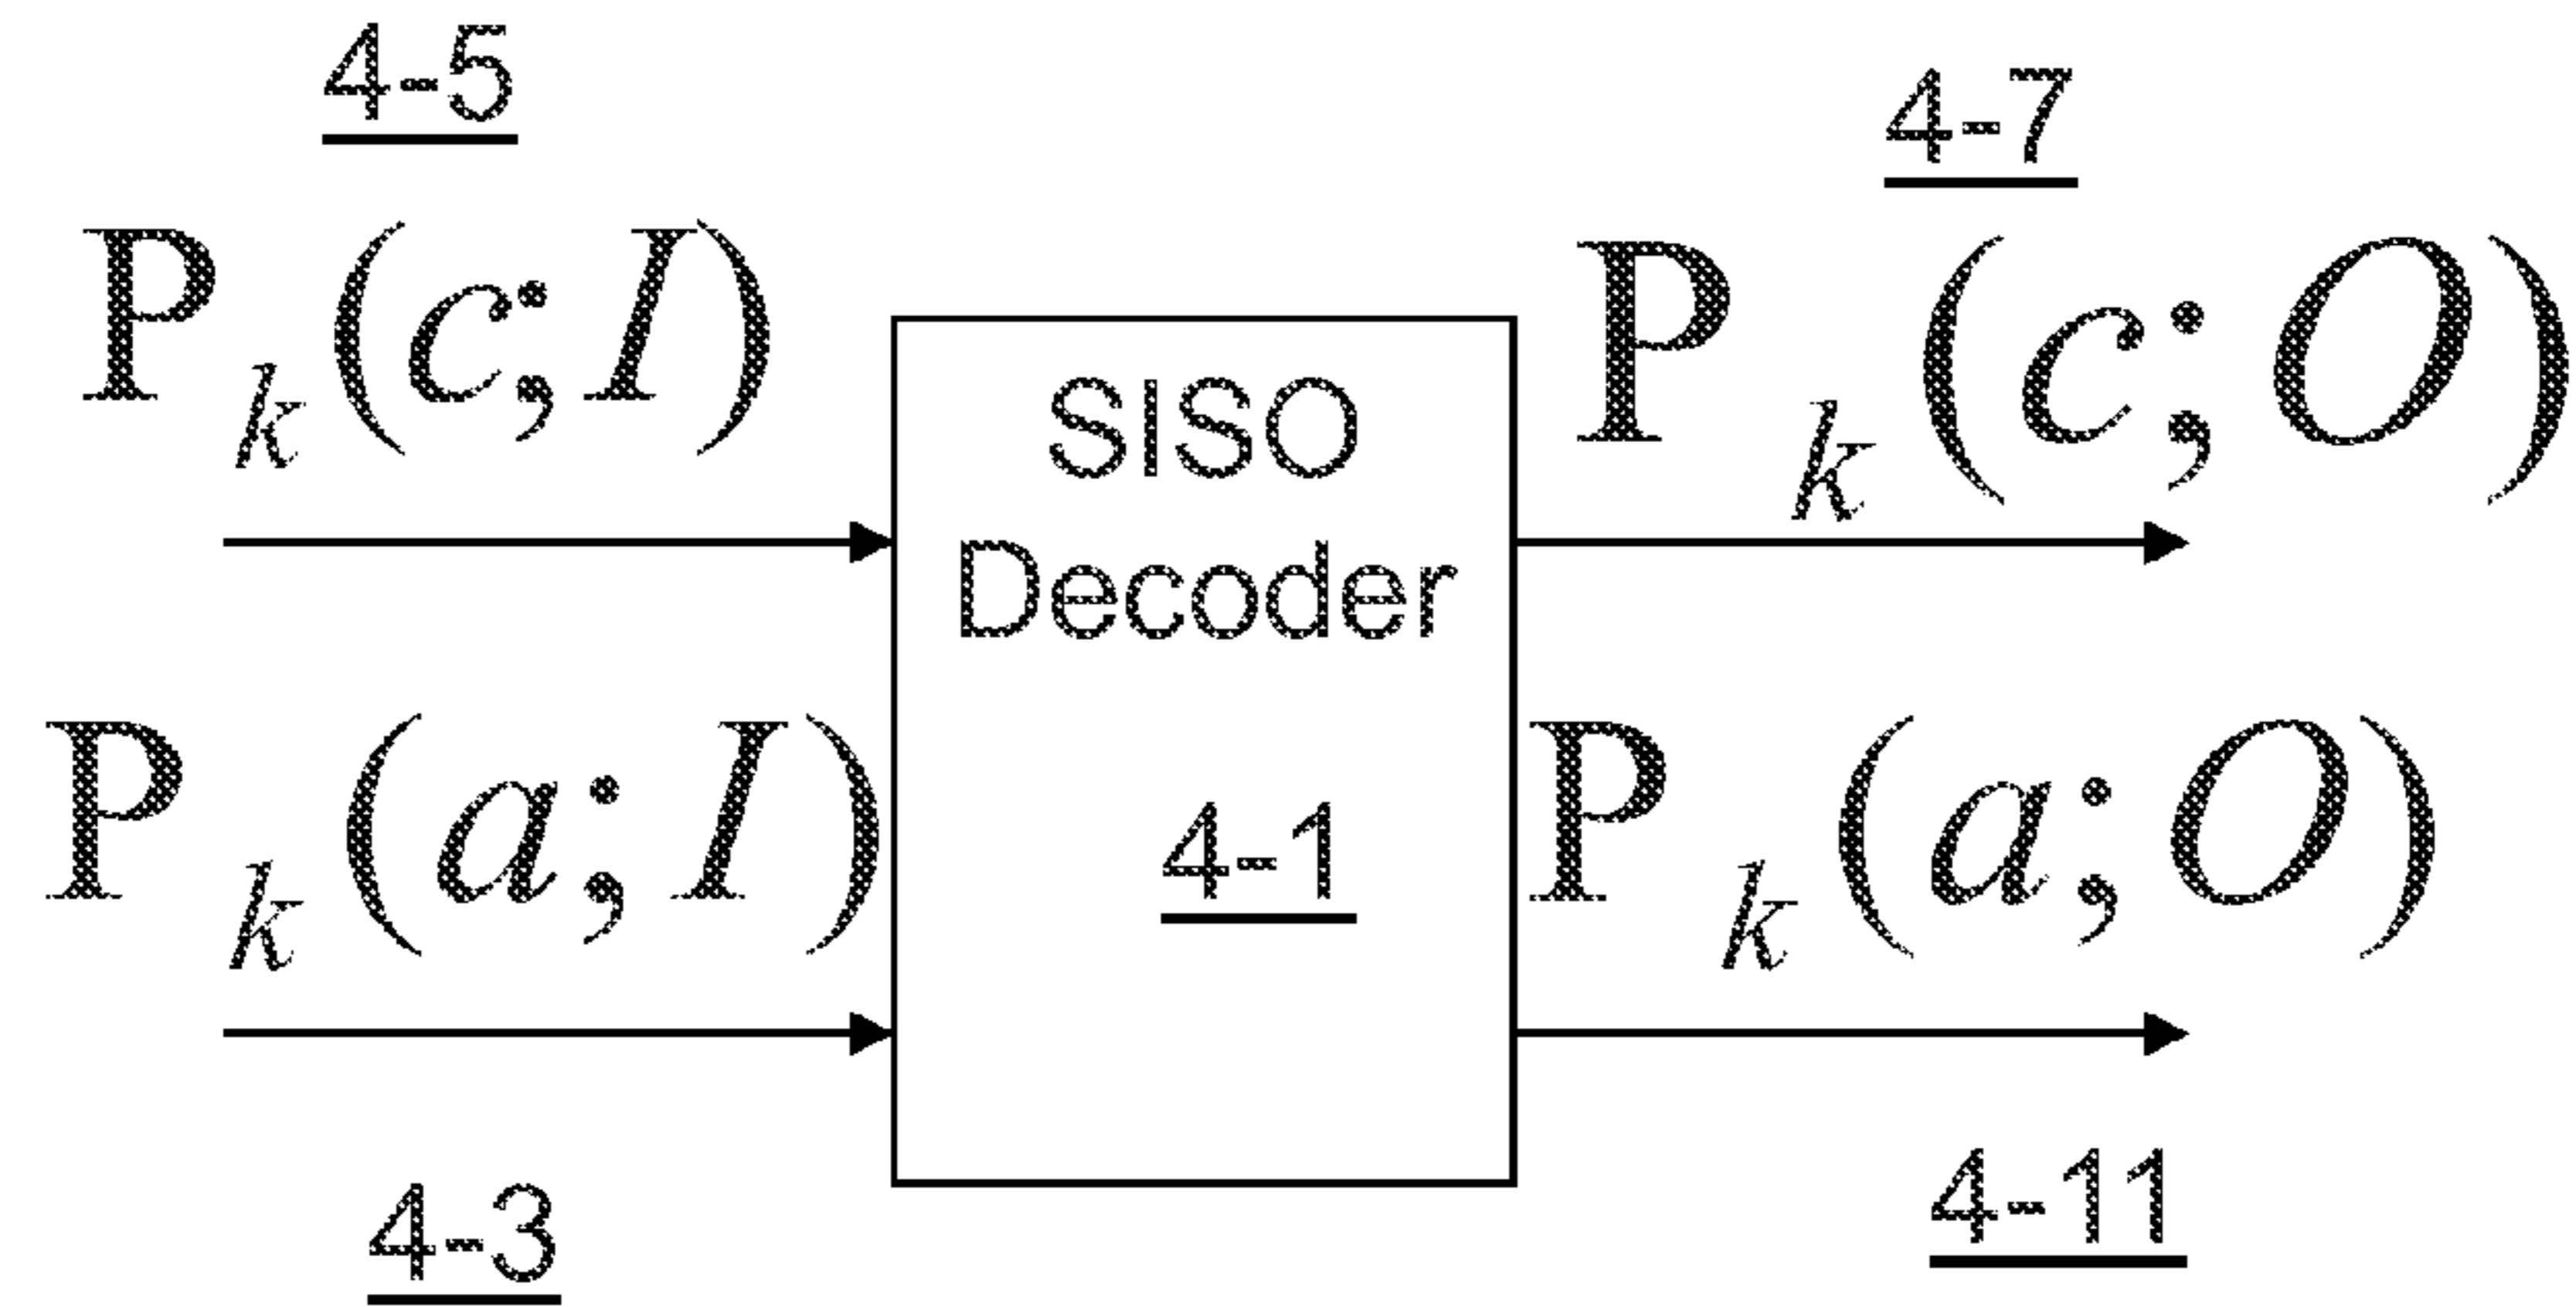 4-5
4-7
Pk(c;I)
Pk(c;O)
SISO
Decoder
Pk(a;I)
4-1
Pk(a;O)
4-3
4-11